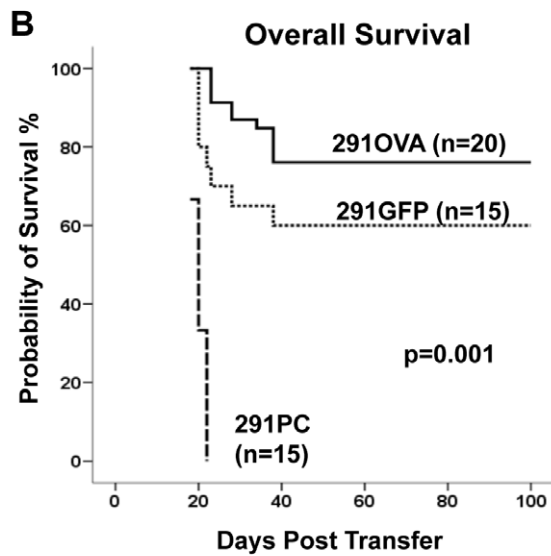 B
Overall Survival
Probability of Survival %
100
80
60
40
20
0
291OVA (n=20)
291GFP (n=15)
p=0.001
291PC
(n=15)
0 20 40 60 80 100
Days Post Transfer